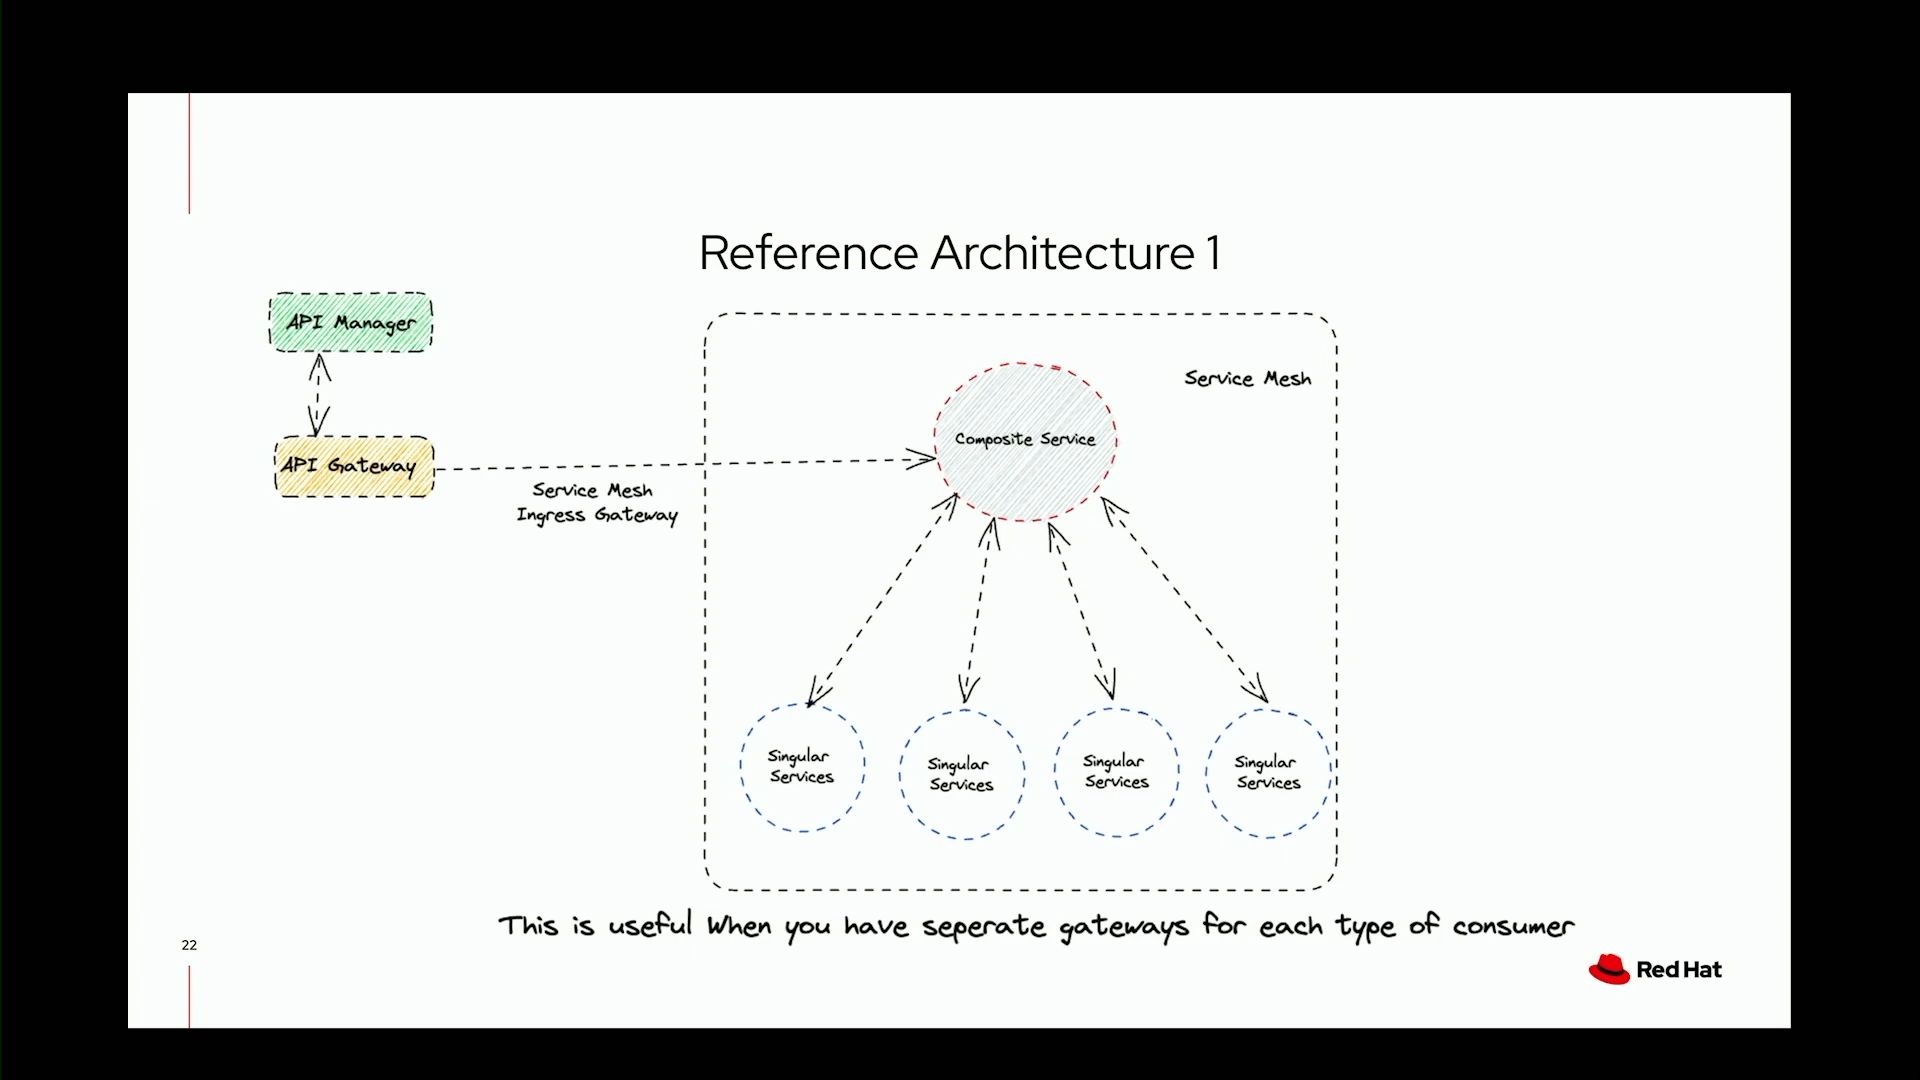 Reference Architecture 1
API Manager
Service Mesh
Composite Service
API Gateway
Service Mesh
Ingress Gateway
Singular
Services
Singular
Services
Singular
Services
Singular
Services
This is useful When you have seperate gateways for each type of consumer
22
Red Hat